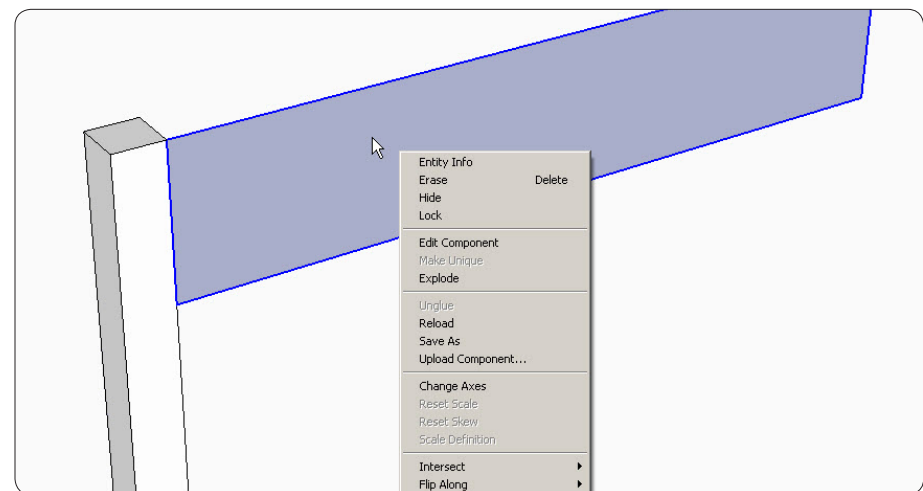 Entity Info
Erase Delete
Hide
Lock
Edit Component
Make Unique
Explode
Unglue
Reload
Save As
Upload Component...
Change Axes
Reset Scale
Reset Skew
Scale Definition
Intersect
Flip Along